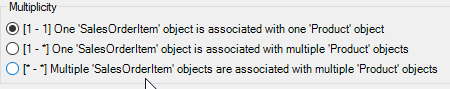 Multiplicity
[1 - 1] One 'SalesOrderItem' object is associated with one 'Product' object
[1 - *] One 'SalesOrderItem' object is associated with multiple 'Product' objects
[* - *] Multiple 'SalesOrderItem' objects are associated with multiple 'Product' objects